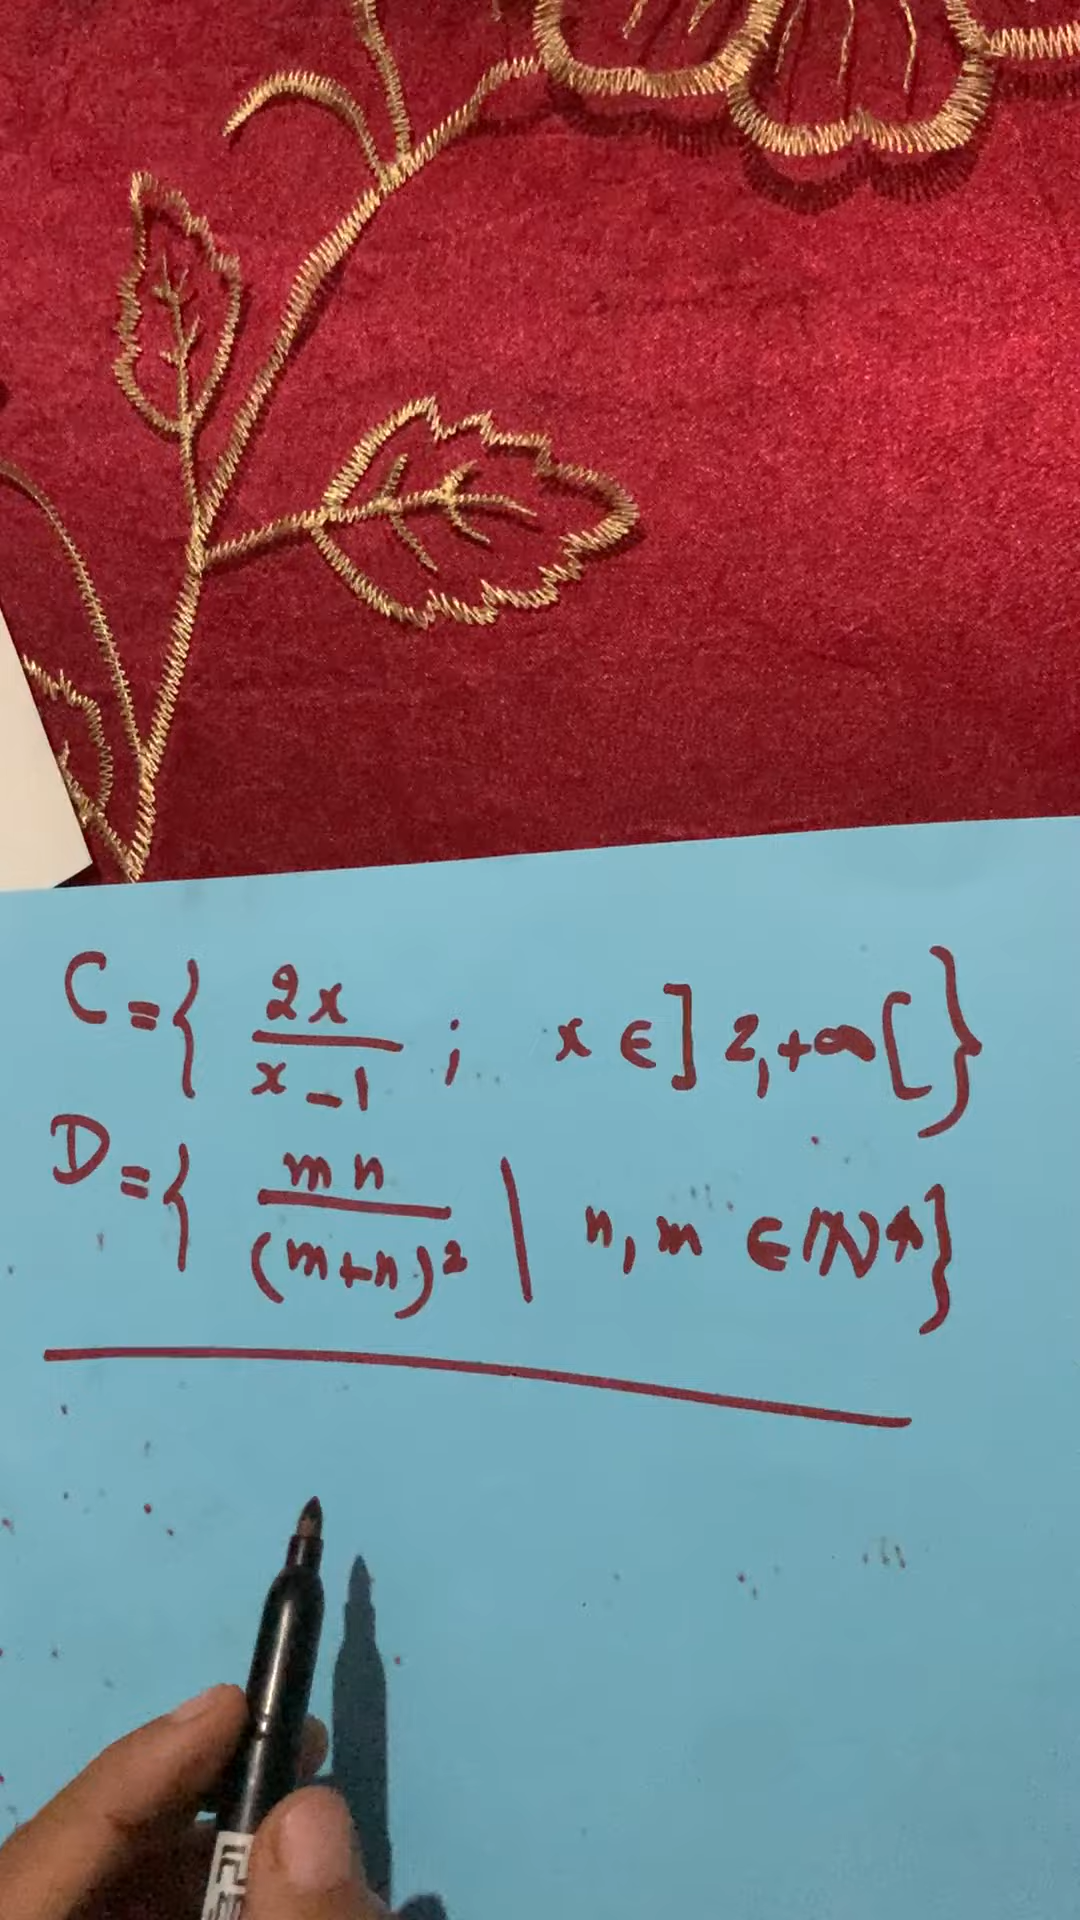 C = { 2x / x - 1 ; x ∈ ] 2, +∞ [ }
D = { mn / (m+n)² | n, m ∈ ℕ* }